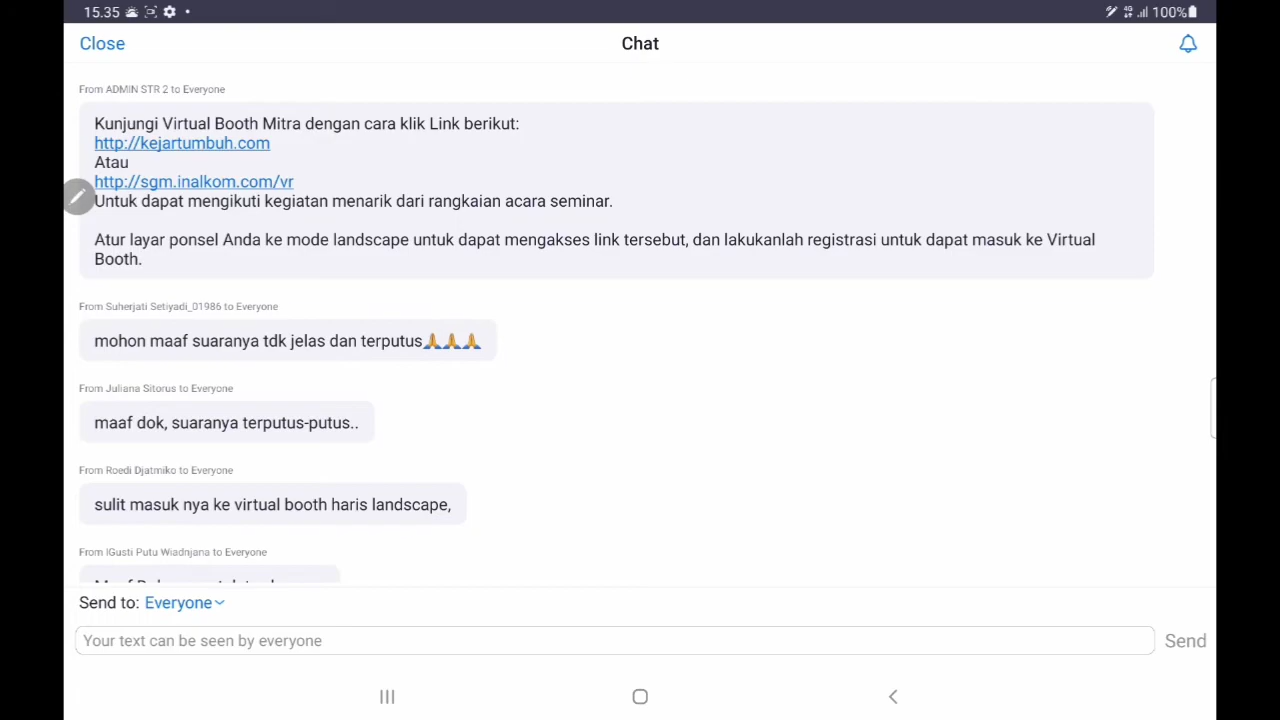 15.35
100%
Close
Chat
From ADMIN STR 2 to Everyone
Kunjungi Virtual Booth Mitra dengan cara klik Link berikut:
http://kejartumbuh.com
Atau
http://sgm.inalkom.com/vr
Untuk dapat mengikuti kegiatan menarik dari rangkaian acara seminar.
Atur layar ponsel Anda ke mode landscape untuk dapat mengakses link tersebut, dan lakukanlah registrasi untuk dapat masuk ke Virtual
Booth.
From Suherjati Setiyadi_01986 to Everyone
mohon maaf suaranya tdk jelas dan terputus🙏🙏🙏
From Juliana Sitorus to Everyone
maaf dok, suaranya terputus-putus..
From Roedi Djatmiko to Everyone
sulit masuk nya ke virtual booth haris landscape,
From IGusti Putu Wiadnjana to Everyone
Send to: Everyone
Your text can be seen by everyone
Send